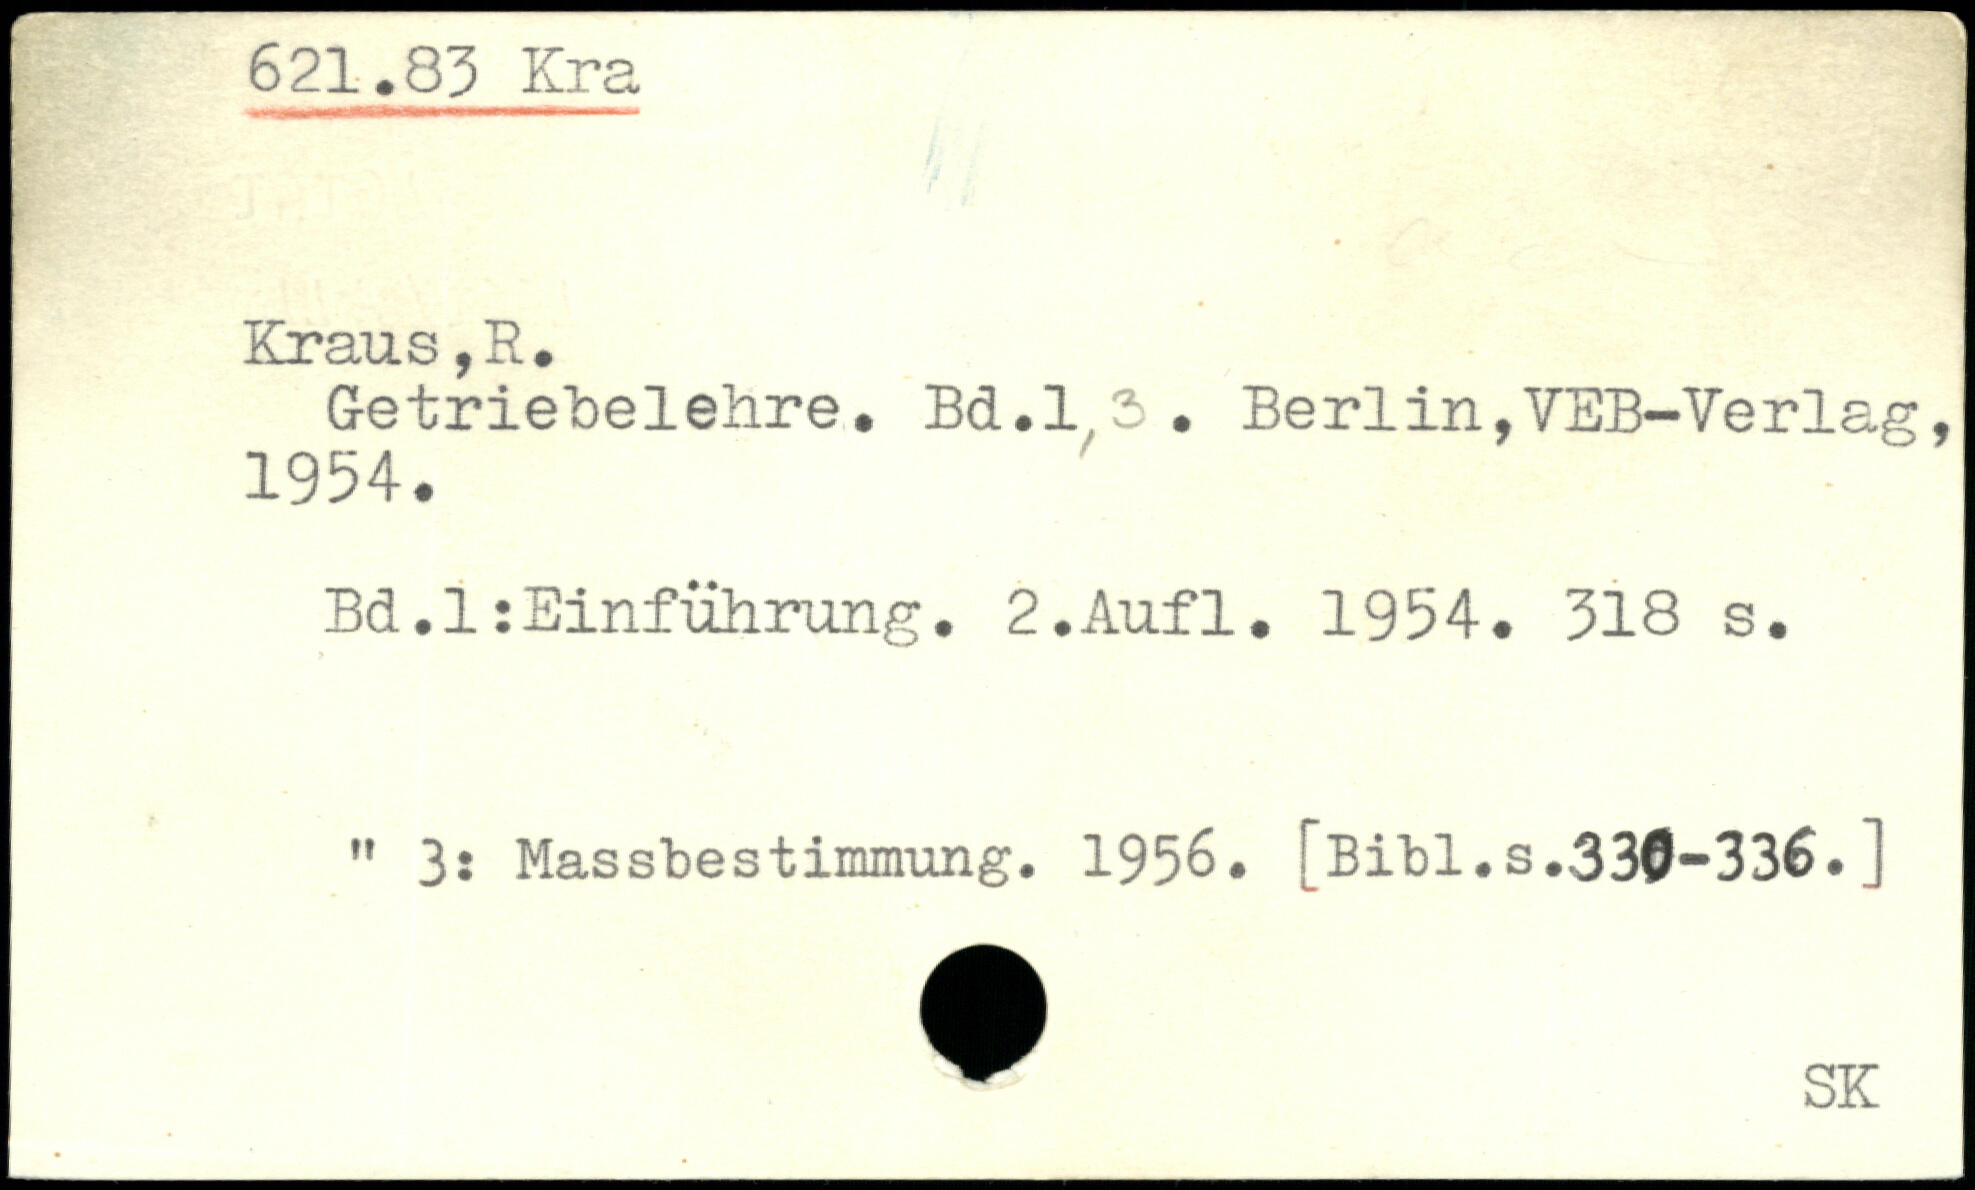 621.83 Kra
Kraus,R.
Getriebelehre. Bd.1,3. Berlin,VEB-Verlag,
1954.
Bd.1:Einführung. 2.Aufl. 1954. 318 s.
" 3: Massbestimmung. 1956. [Bibl.s.330-336.]
SK